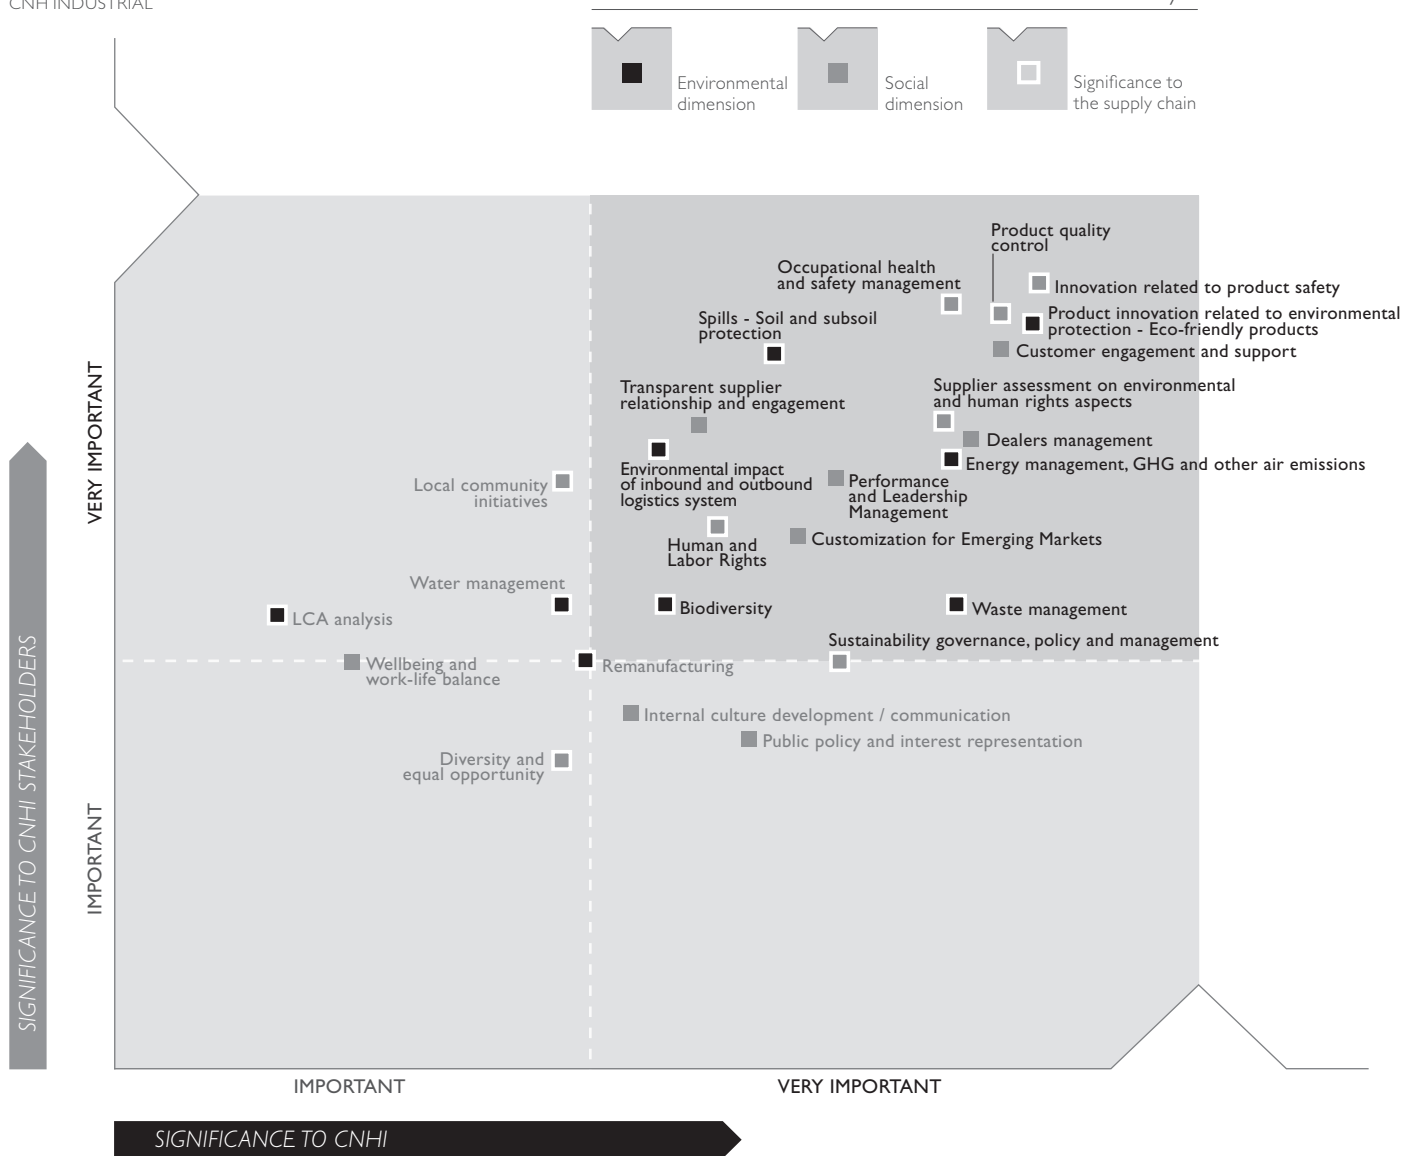 CNH INDUSTRIAL
Environmental
dimension
Social
dimension
Significance to
the supply chain
Product quality
control
Occupational health
and safety management
Innovation related to product safety
Spills - Soil and subsoil
protection
Product innovation related to environmental
protection - Eco-friendly products
Customer engagement and support
Transparent supplier
relationship and engagement
Supplier assessment on environmental
and human rights aspects
Dealers management
Energy management, GHG and other air emissions
Environmental impact
of inbound and outbound
logistics system
Performance
and Leadership
Management
Local community
initiatives
Human and
Labor Rights
Customization for Emerging Markets
Water management
LCA analysis
Biodiversity
Waste management
Sustainability governance, policy and management
Wellbeing and
work-life balance
Remanufacturing
Internal culture development / communication
Public policy and interest representation
Diversity and
equal opportunity
VERY IMPORTANT
IMPORTANT
SIGNIFICANCE TO CNHI STAKEHOLDERS
IMPORTANT
VERY IMPORTANT
SIGNIFICANCE TO CNHI